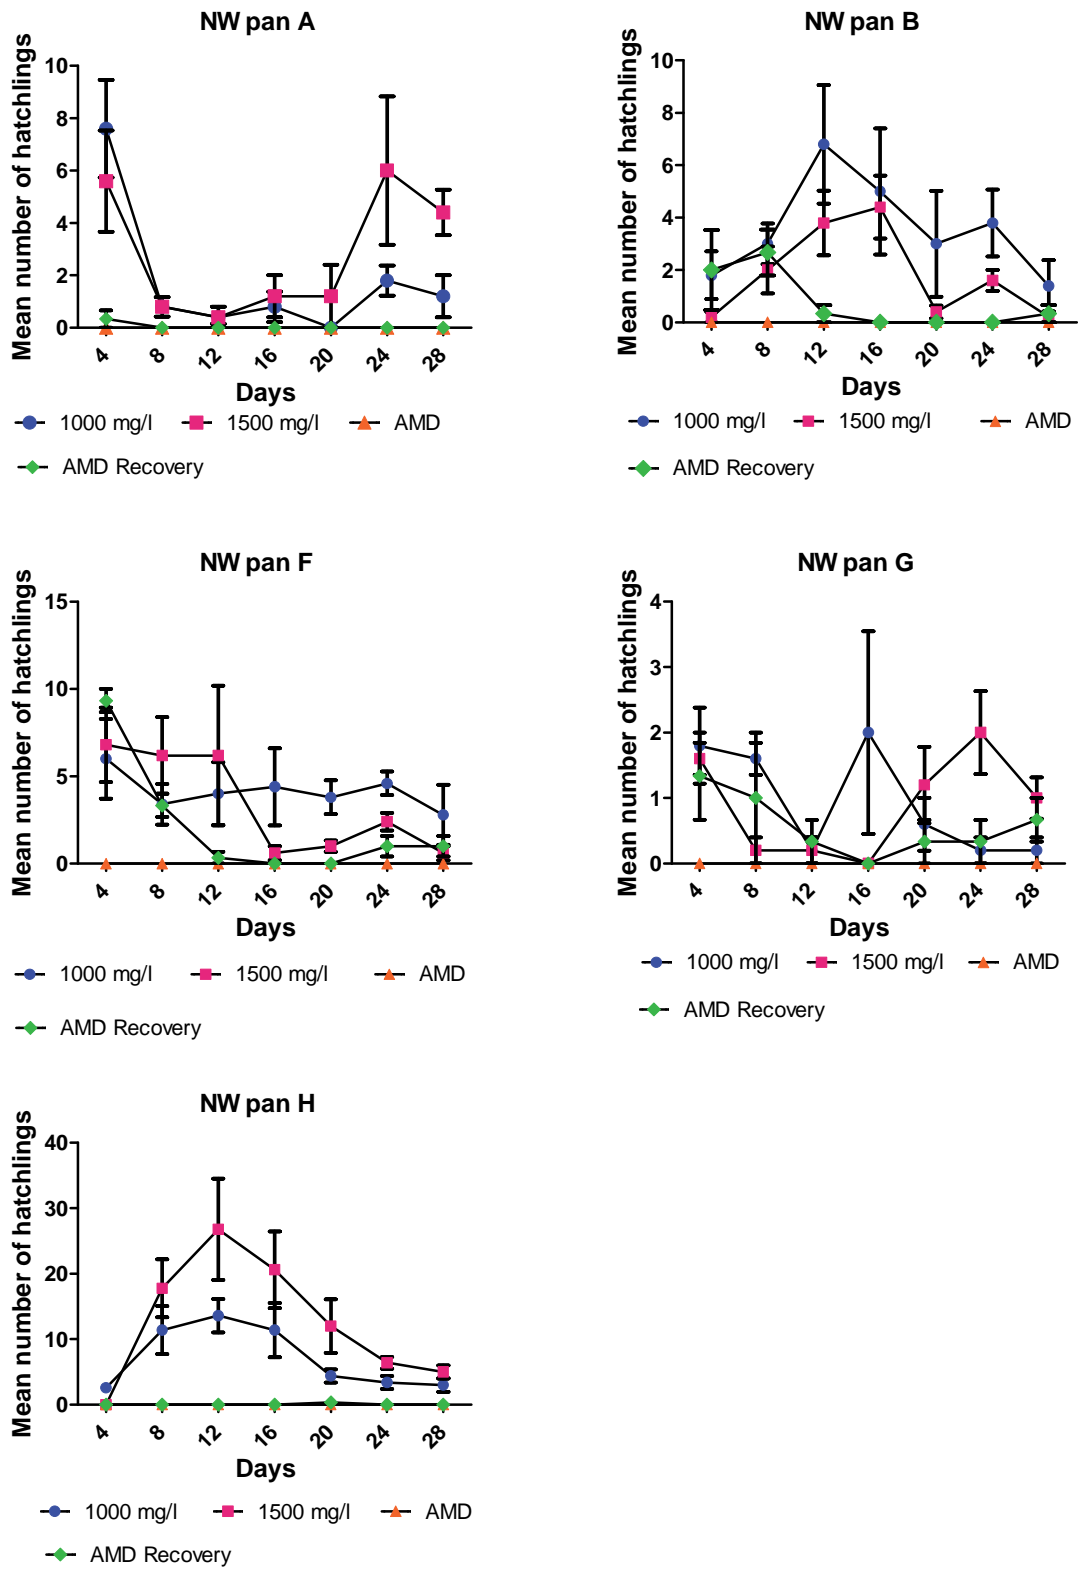 NW pan A
Mean number of hatchlings
10
8
6
4
2
0
4 8 12 16 20 24 28
Days
1000 mg/l 1500 mg/l AMD
AMD Recovery
NW pan B
Mean number of hatchlings
10
8
6
4
2
0
4 8 12 16 20 24 28
Days
1000 mg/l 1500 mg/l AMD
AMD Recovery
NW pan F
Mean number of hatchlings
15
10
5
0
4 8 12 16 20 24 28
Days
1000 mg/l 1500 mg/l AMD
AMD Recovery
NW pan G
Mean number of hatchlings
4
3
2
1
0
4 8 12 16 20 24 28
Days
1000 mg/l 1500 mg/l AMD
AMD Recovery
NW pan H
Mean number of hatchlings
40
30
20
10
0
4 8 12 16 20 24 28
Days
1000 mg/l 1500 mg/l AMD
AMD Recovery